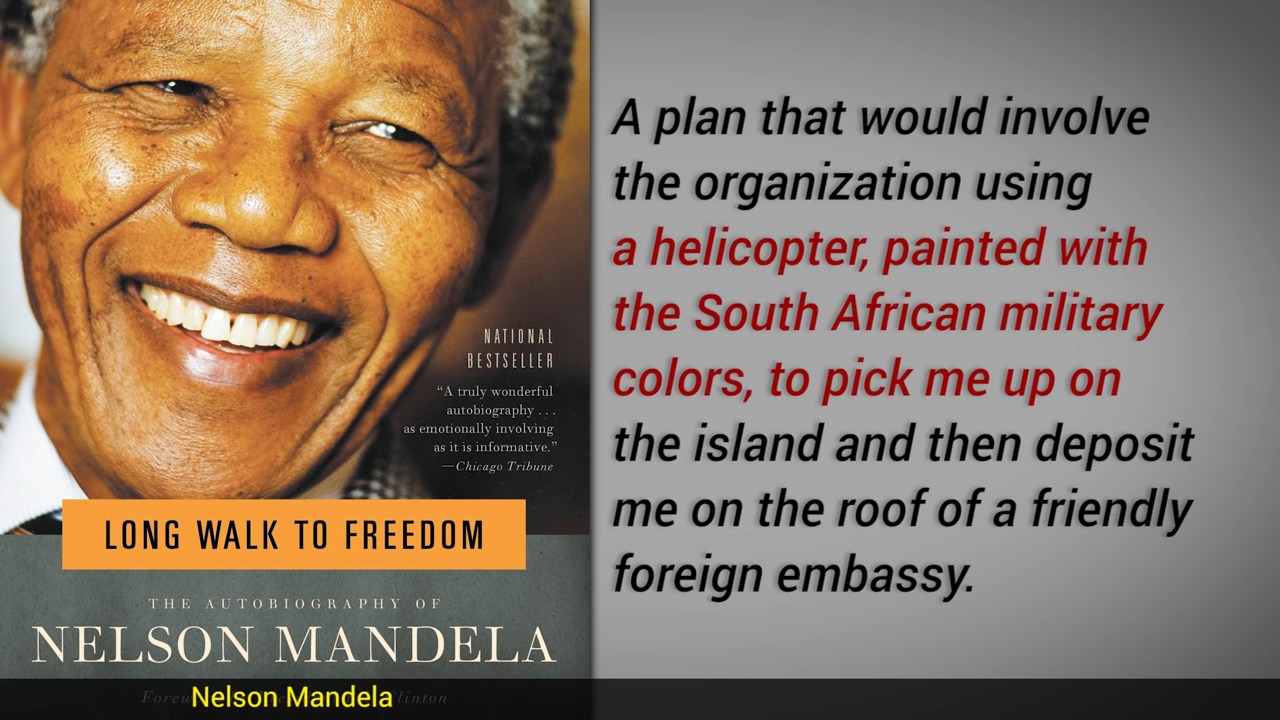 NATIONAL
BESTSELLER
“A truly wonderful
autobiography . . .
as emotionally involving
as it is informative.”
—Chicago Tribune
LONG WALK TO FREEDOM
THE AUTOBIOGRAPHY OF
NELSON MANDELA
Nelson Mandela
A plan that would involve
the organization using
a helicopter, painted with
the South African military
colors, to pick me up on
the island and then deposit
me on the roof of a friendly
foreign embassy.